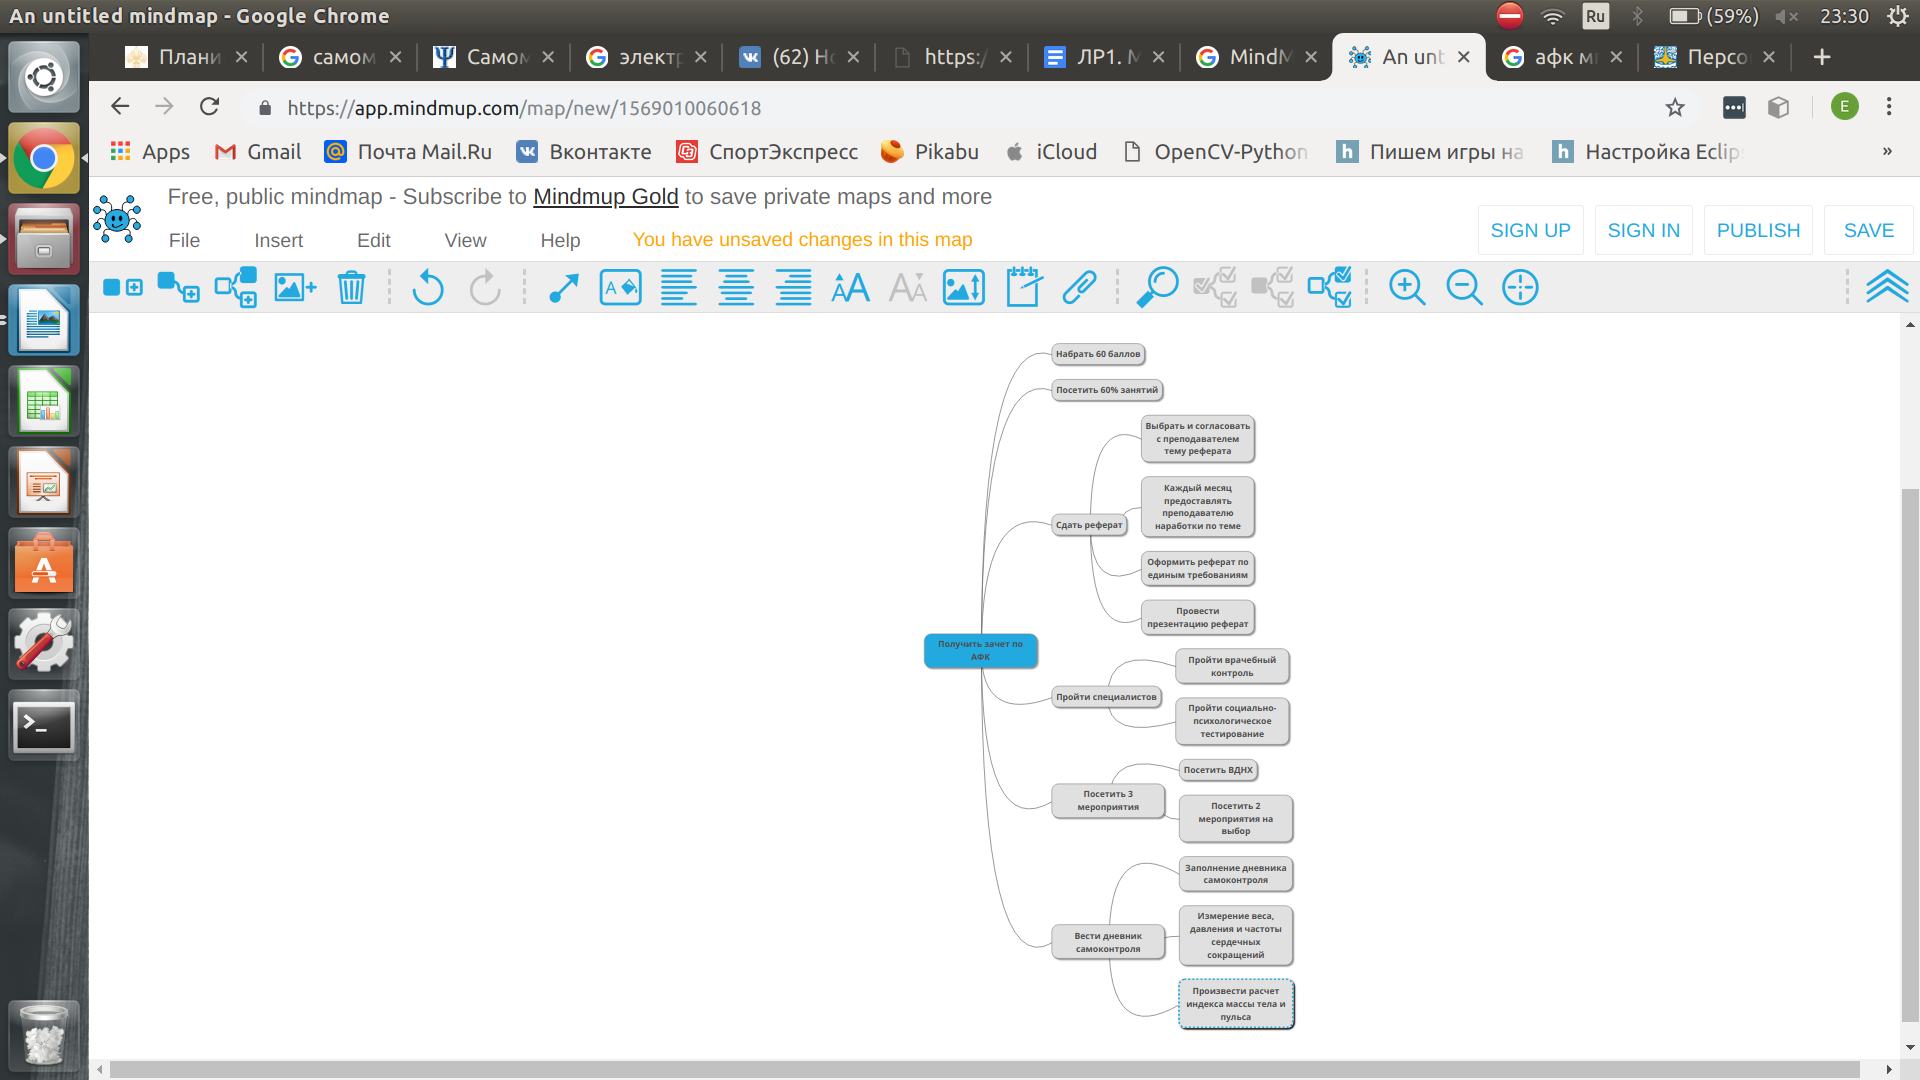 An untitled mindmap - Google Chrome
Ru
(59%)
23:30
Плани
самом
Самом
электр
(62) Но
https:/
ЛР1. М
MindM
An unt
афк ми
Персо
https://app.mindmup.com/map/new/1569010060618
E
Apps
Gmail
Почта Mail.Ru
Вконтакте
СпортЭкспресс
Pikabu
iCloud
OpenCV-Python
Пишем игры на
Настройка Eclip
»
Free, public mindmap - Subscribe to Mindmup Gold to save private maps and more
File
Insert
Edit
View
Help
You have unsaved changes in this map
SIGN UP
SIGN IN
PUBLISH
SAVE
Набрать 60 баллов
Посетить 60% занятий
Выбрать и согласовать
с преподавателем
тему реферата
Каждый месяц
предоставлять
преподавателю
наработки по теме
Сдать реферат
Оформить реферат по
единым требованиям
Провести
презентацию реферат
Получить зачет по
АФК
Пройти врачебный
контроль
Пройти специалистов
Пройти социально-
психологическое
тестирование
Посетить ВДНХ
Посетить 3
мероприятия
Посетить 2
мероприятия на
выбор
Заполнение дневника
самоконтроля
Вести дневник
самоконтроля
Измерение веса,
давления и частоты
сердечных
сокращений
Произвести расчет
индекса массы тела и
пульса